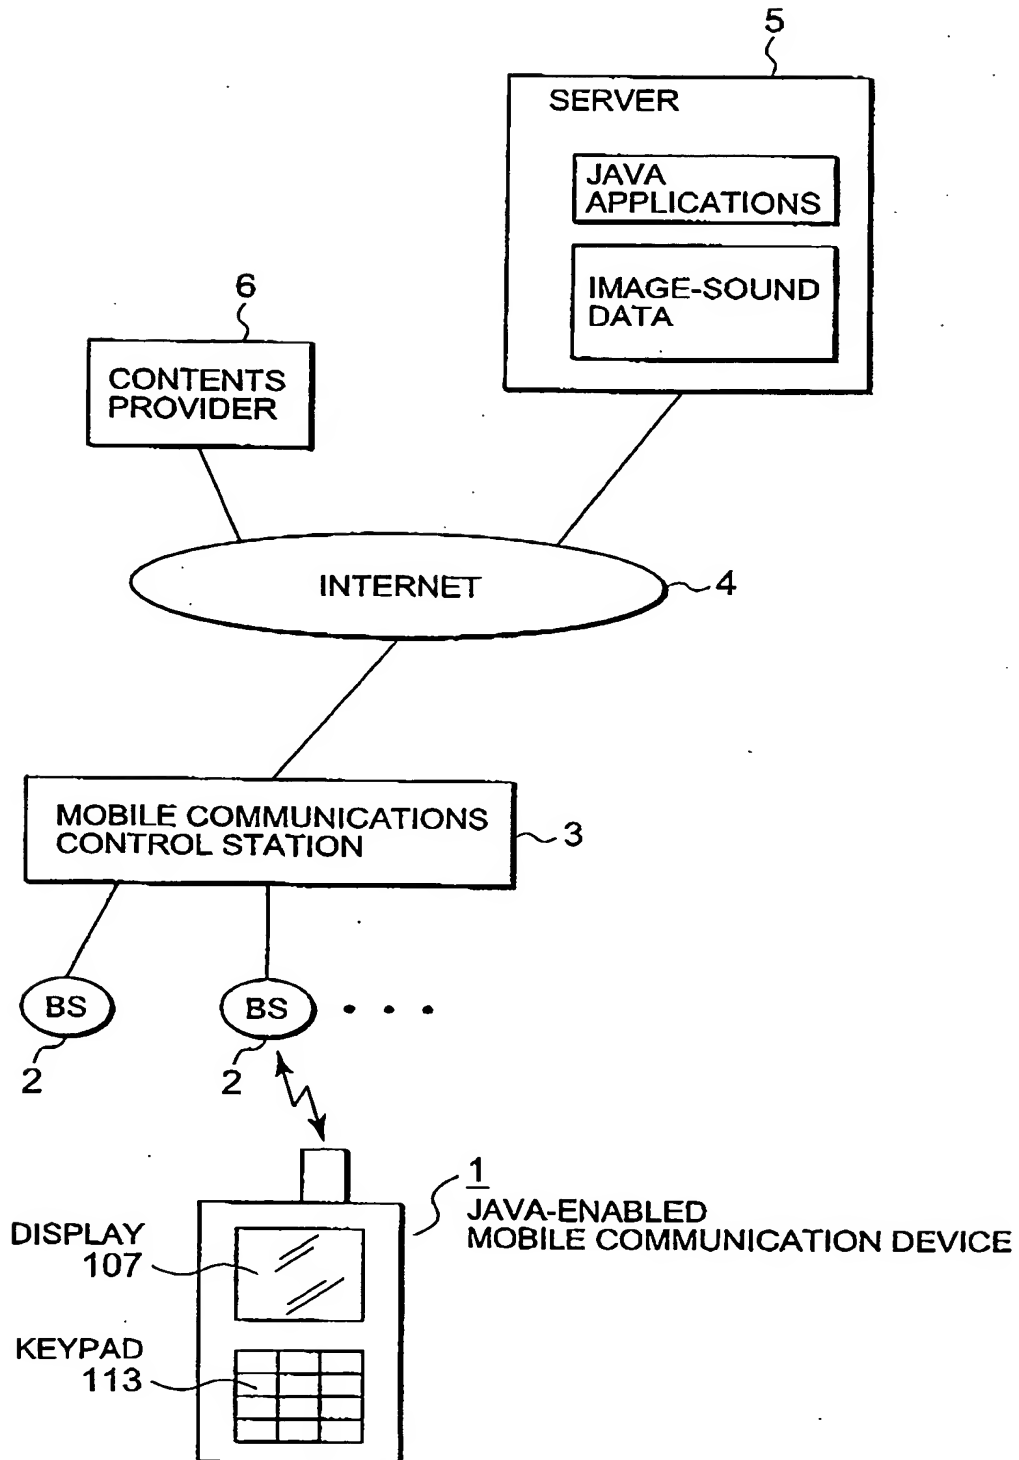 5
SERVER
JAVA
APPLICATIONS
IMAGE-SOUND
DATA
6
CONTENTS
PROVIDER
INTERNET
4
MOBILE COMMUNICATIONS
CONTROL STATION
3
BS
BS
2
2
1
JAVA-ENABLED
MOBILE COMMUNICATION DEVICE
DISPLAY
107
KEYPAD
113